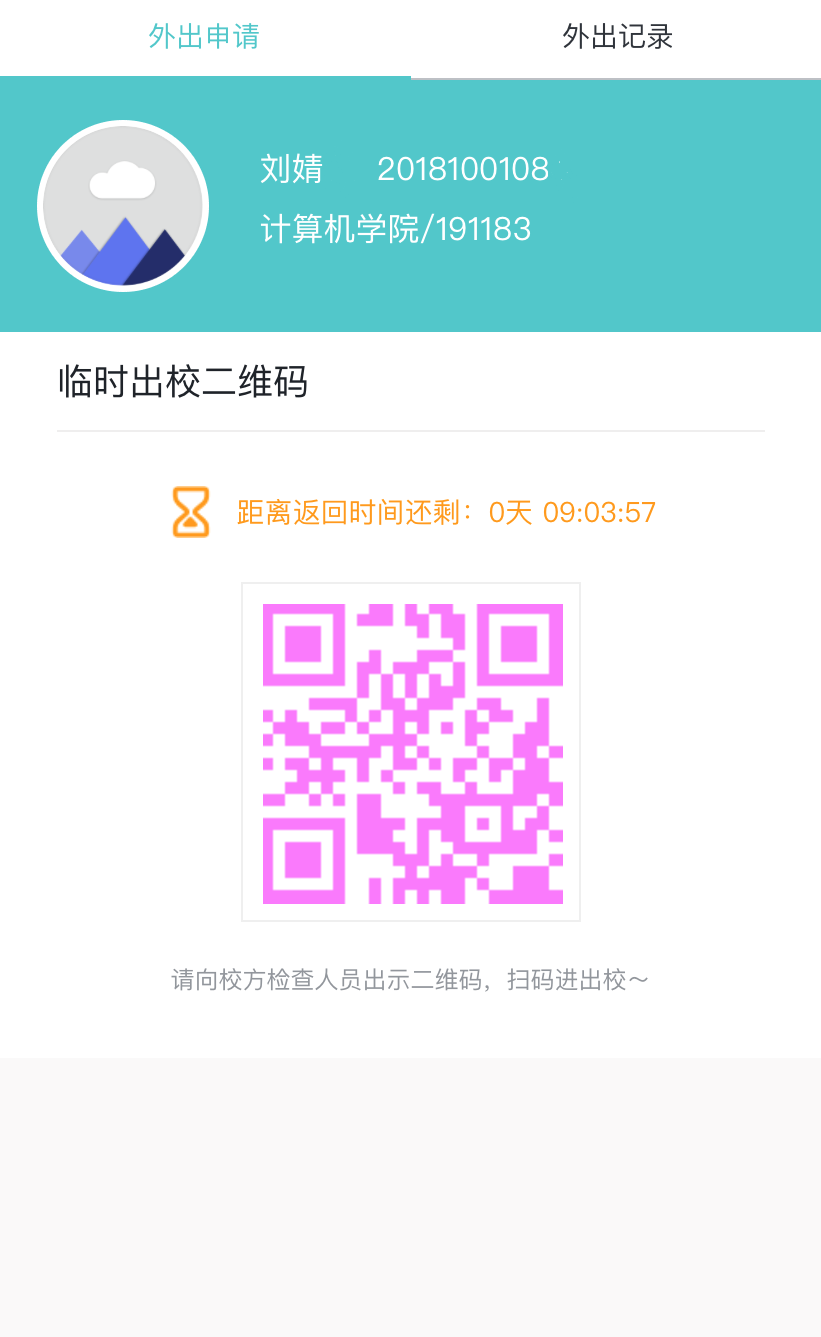 外出申请 外出记录
刘婧 2018100108
计算机学院/191183
临时出校二维码
距离返回时间还剩：0天 09:03:57
请向校方检查人员出示二维码，扫码进出校～